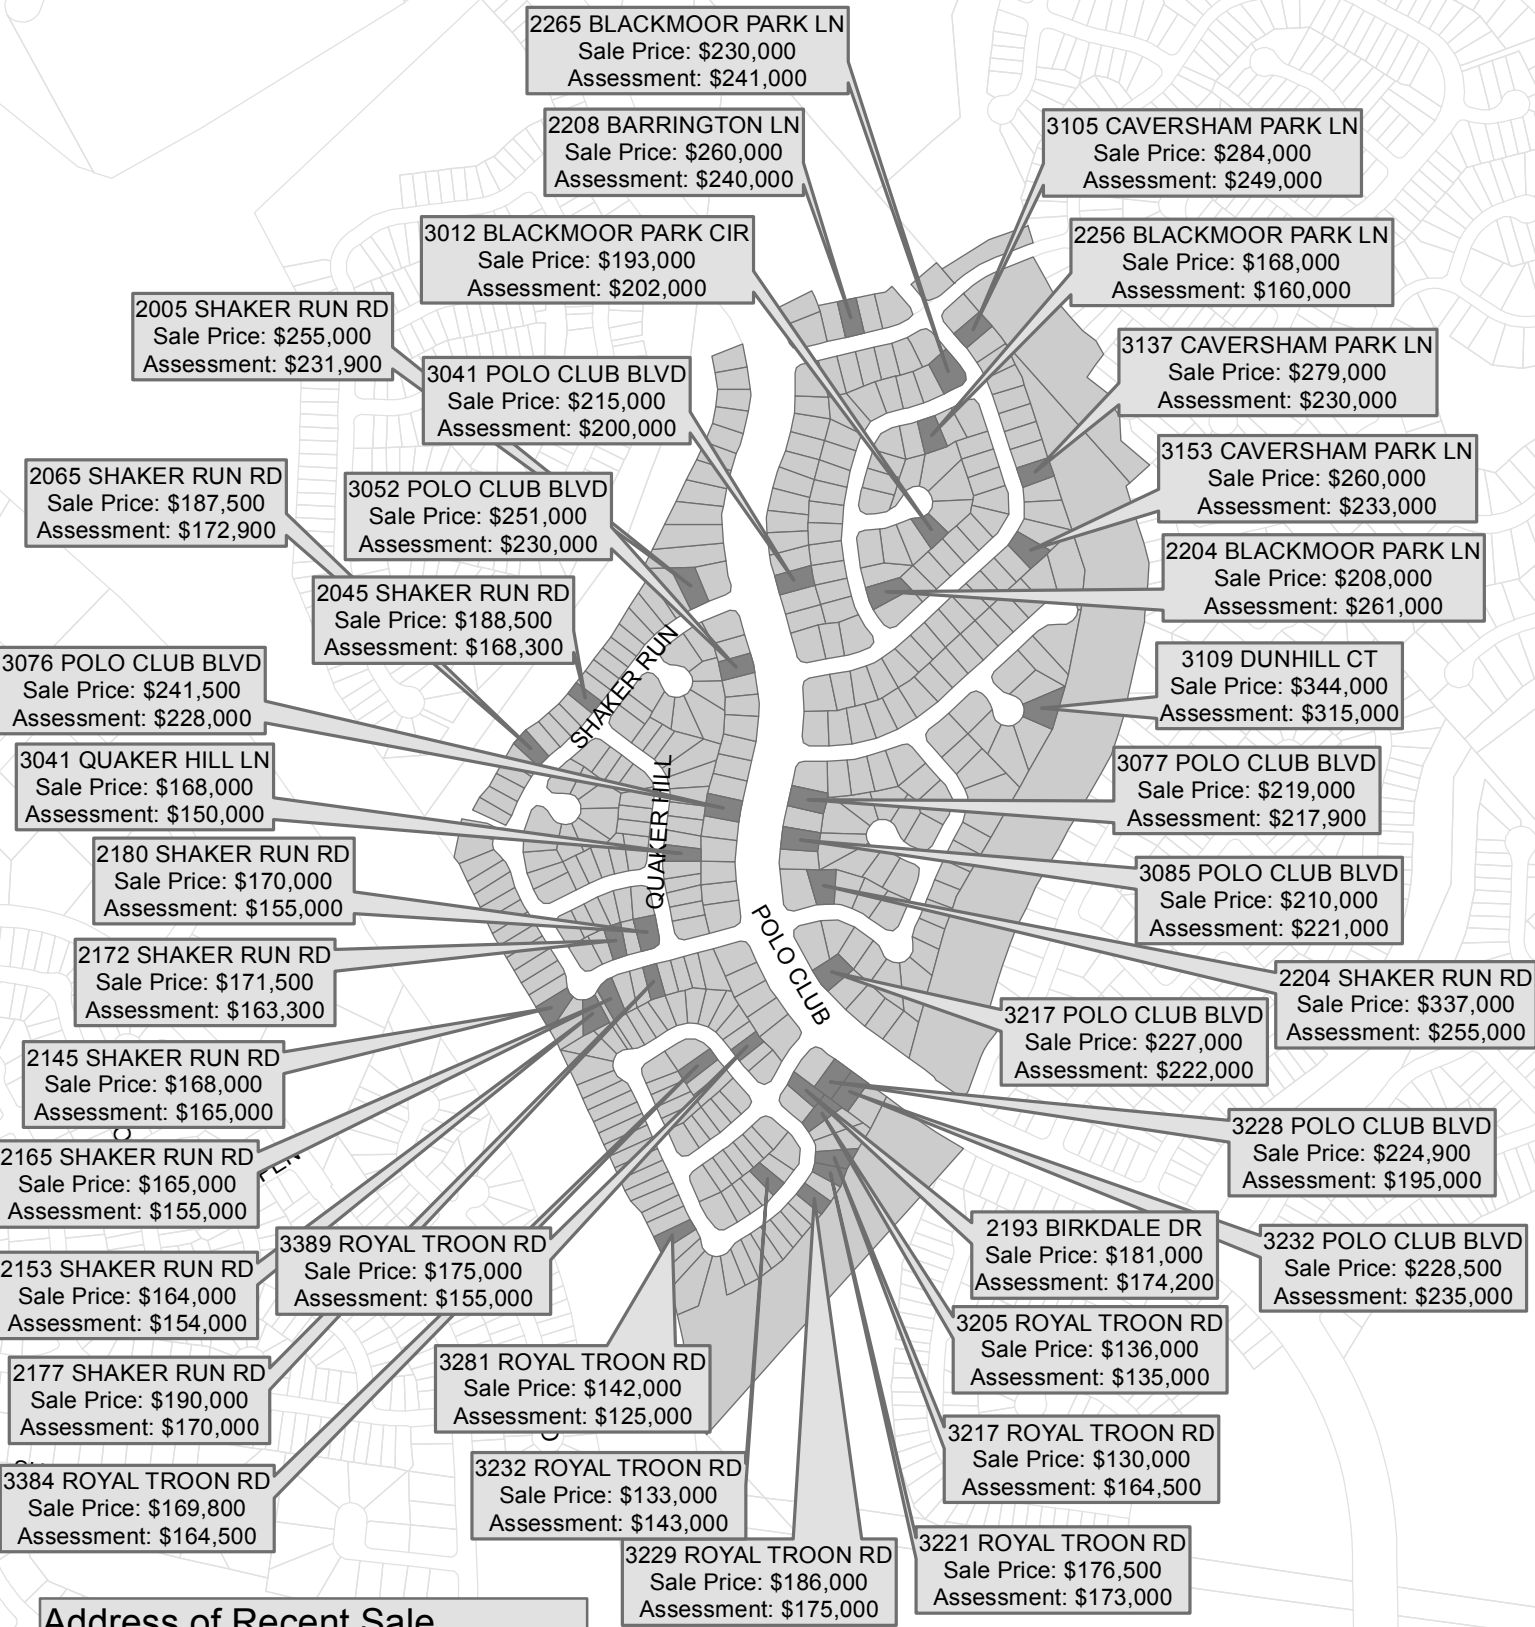 2265 BLACKMOOR PARK LN
Sale Price: $230,000
Assessment: $241,000
2208 BARRINGTON LN
Sale Price: $260,000
Assessment: $240,000
3105 CAVERSHAM PARK LN
Sale Price: $284,000
Assessment: $249,000
3012 BLACKMOOR PARK CIR
Sale Price: $193,000
Assessment: $202,000
2256 BLACKMOOR PARK LN
Sale Price: $168,000
Assessment: $160,000
2005 SHAKER RUN RD
Sale Price: $255,000
Assessment: $231,900
3041 POLO CLUB BLVD
Sale Price: $215,000
Assessment: $200,000
3137 CAVERSHAM PARK LN
Sale Price: $279,000
Assessment: $230,000
2065 SHAKER RUN RD
Sale Price: $187,500
Assessment: $172,900
3052 POLO CLUB BLVD
Sale Price: $251,000
Assessment: $230,000
3153 CAVERSHAM PARK LN
Sale Price: $260,000
Assessment: $233,000
2045 SHAKER RUN RD
Sale Price: $188,500
Assessment: $168,300
2204 BLACKMOOR PARK LN
Sale Price: $208,000
Assessment: $261,000
3076 POLO CLUB BLVD
Sale Price: $241,500
Assessment: $228,000
SHAKER RUN
3109 DUNHILL CT
Sale Price: $344,000
Assessment: $315,000
3041 QUAKER HILL LN
Sale Price: $168,000
Assessment: $150,000
QUAKER HILL
3077 POLO CLUB BLVD
Sale Price: $219,000
Assessment: $217,900
2180 SHAKER RUN RD
Sale Price: $170,000
Assessment: $155,000
3085 POLO CLUB BLVD
Sale Price: $210,000
Assessment: $221,000
2172 SHAKER RUN RD
Sale Price: $171,500
Assessment: $163,300
POLO CLUB
2204 SHAKER RUN RD
Sale Price: $337,000
Assessment: $255,000
3217 POLO CLUB BLVD
Sale Price: $227,000
Assessment: $222,000
2145 SHAKER RUN RD
Sale Price: $168,000
Assessment: $165,000
3228 POLO CLUB BLVD
Sale Price: $224,900
Assessment: $195,000
2165 SHAKER RUN RD
Sale Price: $165,000
Assessment: $155,000
2193 BIRKDALE DR
Sale Price: $181,000
Assessment: $174,200
3232 POLO CLUB BLVD
Sale Price: $228,500
Assessment: $235,000
2153 SHAKER RUN RD
Sale Price: $164,000
Assessment: $154,000
3389 ROYAL TROON RD
Sale Price: $175,000
Assessment: $155,000
3205 ROYAL TROON RD
Sale Price: $136,000
Assessment: $135,000
2177 SHAKER RUN RD
Sale Price: $190,000
Assessment: $170,000
3281 ROYAL TROON RD
Sale Price: $142,000
Assessment: $125,000
3217 ROYAL TROON RD
Sale Price: $130,000
Assessment: $164,500
3384 ROYAL TROON RD
Sale Price: $169,800
Assessment: $164,500
3232 ROYAL TROON RD
Sale Price: $133,000
Assessment: $143,000
3229 ROYAL TROON RD
Sale Price: $186,000
Assessment: $175,000
3221 ROYAL TROON RD
Sale Price: $176,500
Assessment: $173,000
Address of Recent Sale